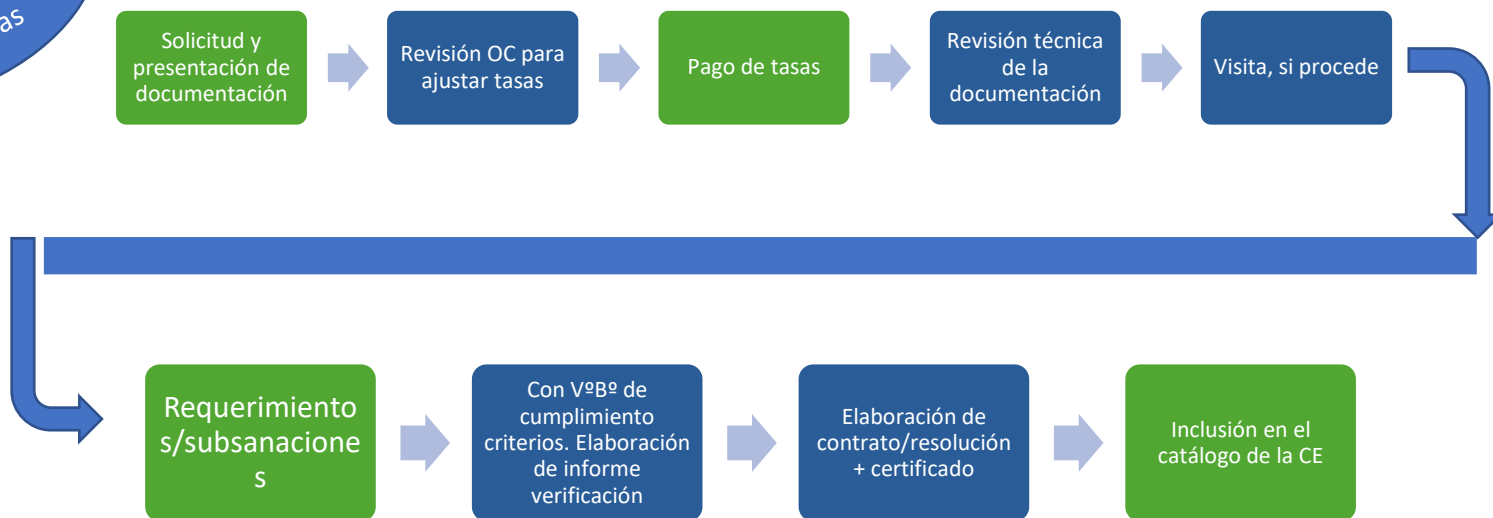 as
Solicitud y
presentación de
documentación
Revisión OC para
ajustar tasas
Pago de tasas
Revisión técnica
de la
documentación
Visita, si procede
Requerimiento
s/subsanacione
s
Con VºBº de
cumplimiento
criterios. Elaboración
de informe
verificación
Elaboración de
contrato/resolución
+ certificado
Inclusión en el
catálogo de la CE